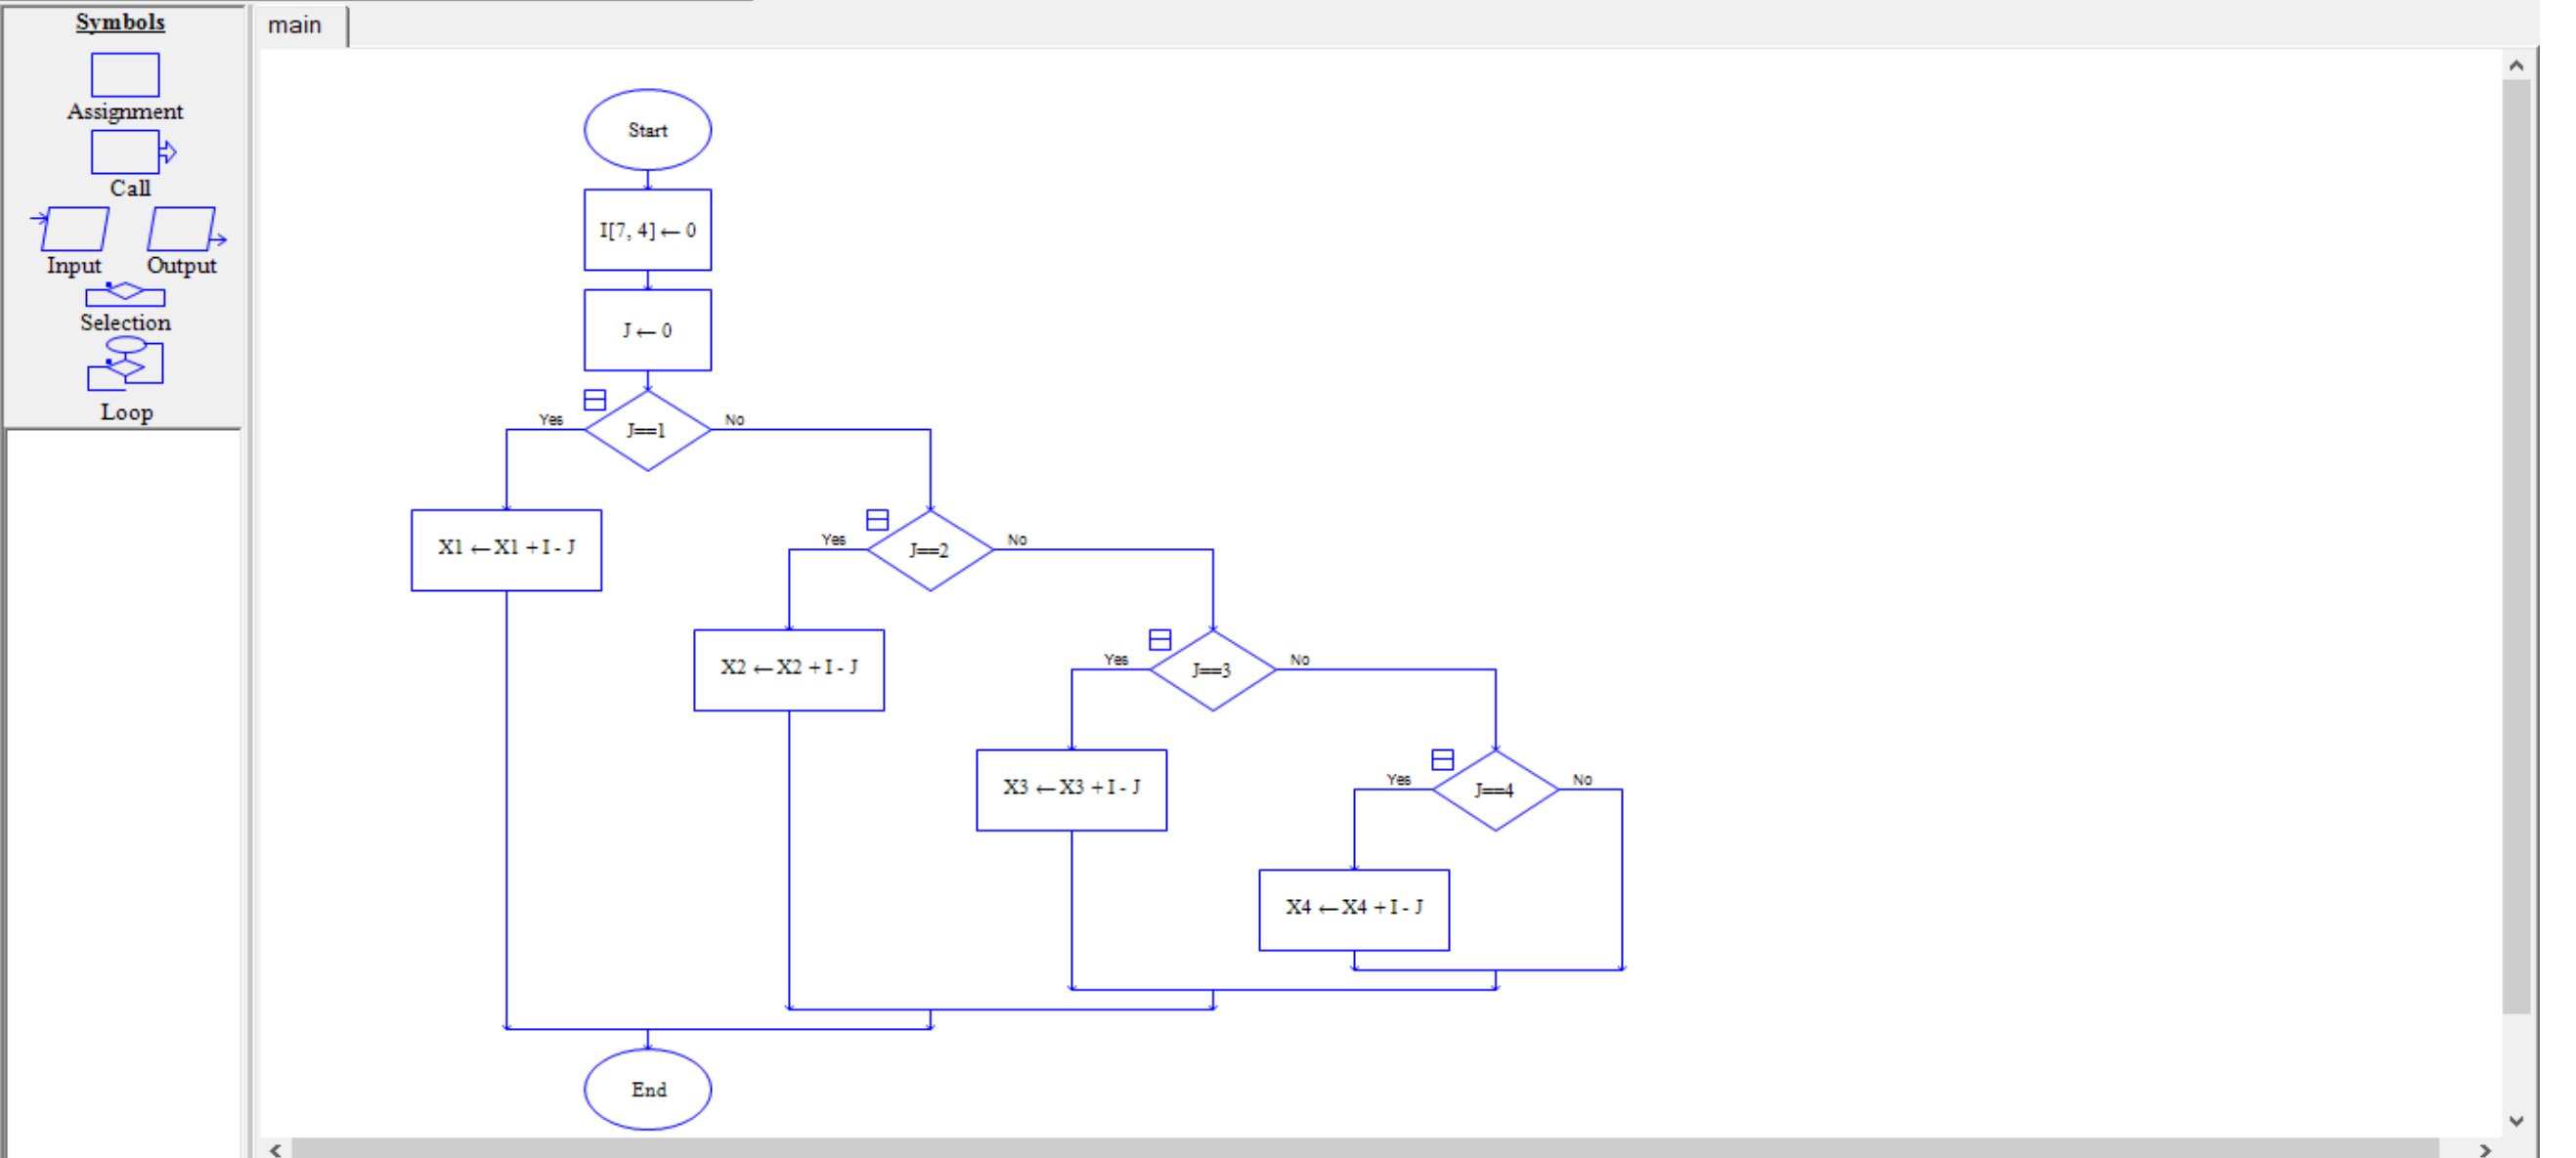 Symbols
Assignment
Call
Input Output
Selection
Loop
main
Start
I[7, 4] ← 0
J ← 0
Yes J==1 No
X1 ← X1 + I - J
Yes J==2 No
X2 ← X2 + I - J
Yes J==3 No
X3 ← X3 + I - J
Yes J==4 No
X4 ← X4 + I - J
End